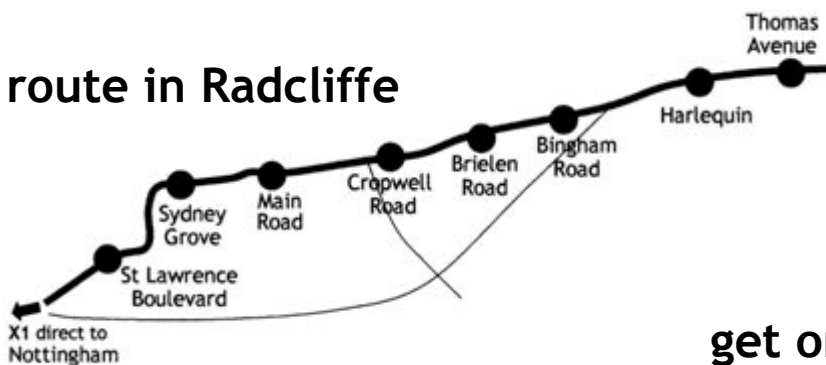 route in Radcliffe
Thomas
Avenue
Harlequin
Bingham
Road
Brielen
Road
Cropwell
Road
Main
Road
Sydney
Grove
St Lawrence
Boulevard
X1 direct to
Nottingham
get